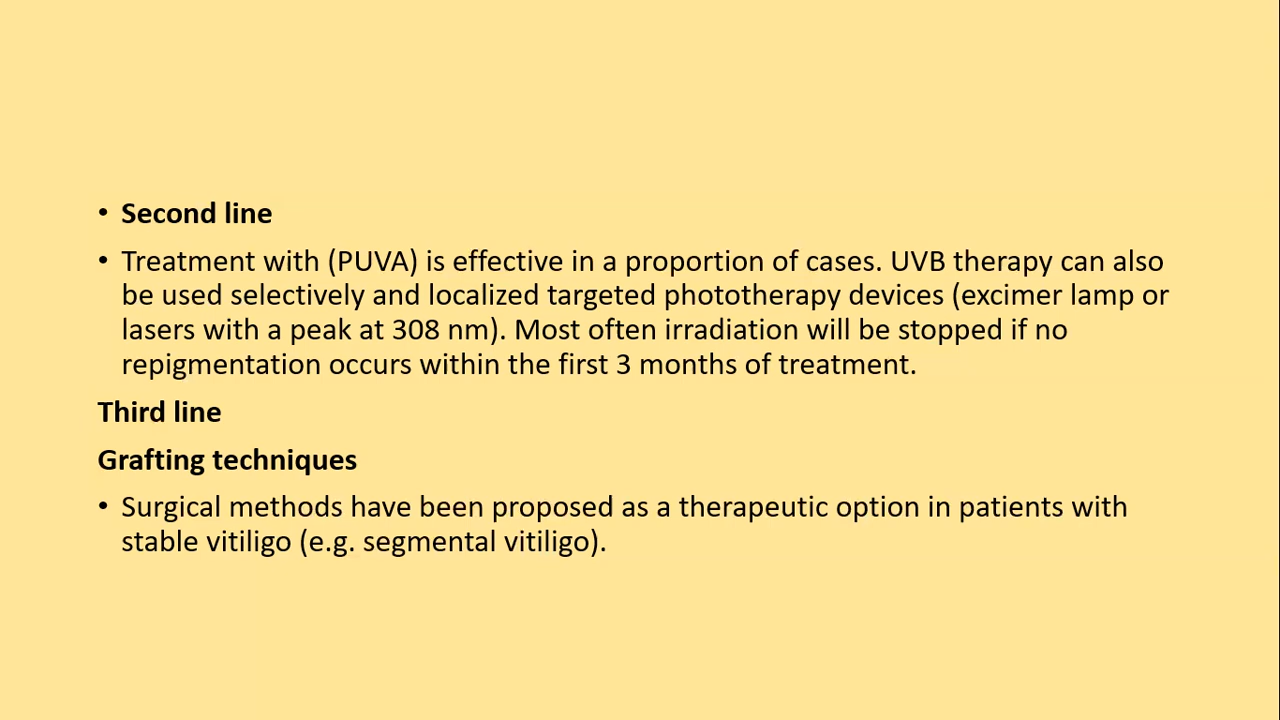 • Second line
• Treatment with (PUVA) is effective in a proportion of cases. UVB therapy can also
be used selectively and localized targeted phototherapy devices (excimer lamp or
lasers with a peak at 308 nm). Most often irradiation will be stopped if no
repigmentation occurs within the first 3 months of treatment.
Third line
Grafting techniques
• Surgical methods have been proposed as a therapeutic option in patients with
stable vitiligo (e.g. segmental vitiligo).